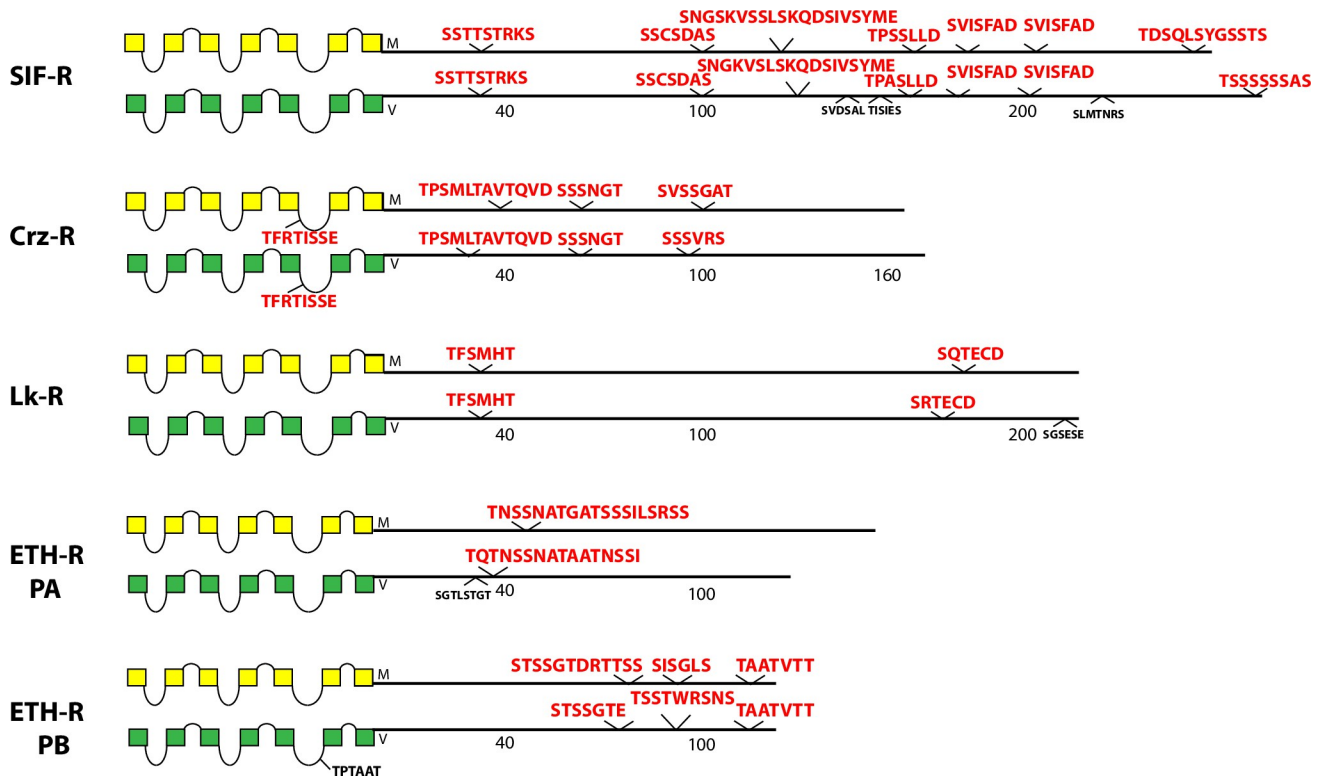 SNGSKVSSLSKQDSIVSYME
SSTTSTRKS SSCSDAS TPSSLLD SVISFAD SVISFAD TDSQLSYGSSTS
M
SIF-R
SNGKVSLSKQDSIVSYME
SSTTSTRKS SSCSDAS TPASLLD SVISFAD SVISFAD TSSSSSSAS
V 40 100 SVDSAL TISIES 200 SLMTNRS
TPSMLTAVTQVD SSSNGT SVSSGAT
M
Crz-R
TFRTISSE
TPSMLTAVTQVD SSSNGT SSSVRS
V 40 100 160
TFRTISSE
TFSMHT SQTECD
M
Lk-R
TFSMHT SRTECD
V 40 100 200 SGSESE
TNSSNATGATSSSILSRSS
M
ETH-R
PA
TQTNSSNATAATNSSI
V SGTLSTGT 40 100
STSSGTDRTTSS SISGLS TAATVTT
M
ETH-R
PB
TSSTWRSNS
STSSGTE TAATVTT
V 40 100
TPTAAT